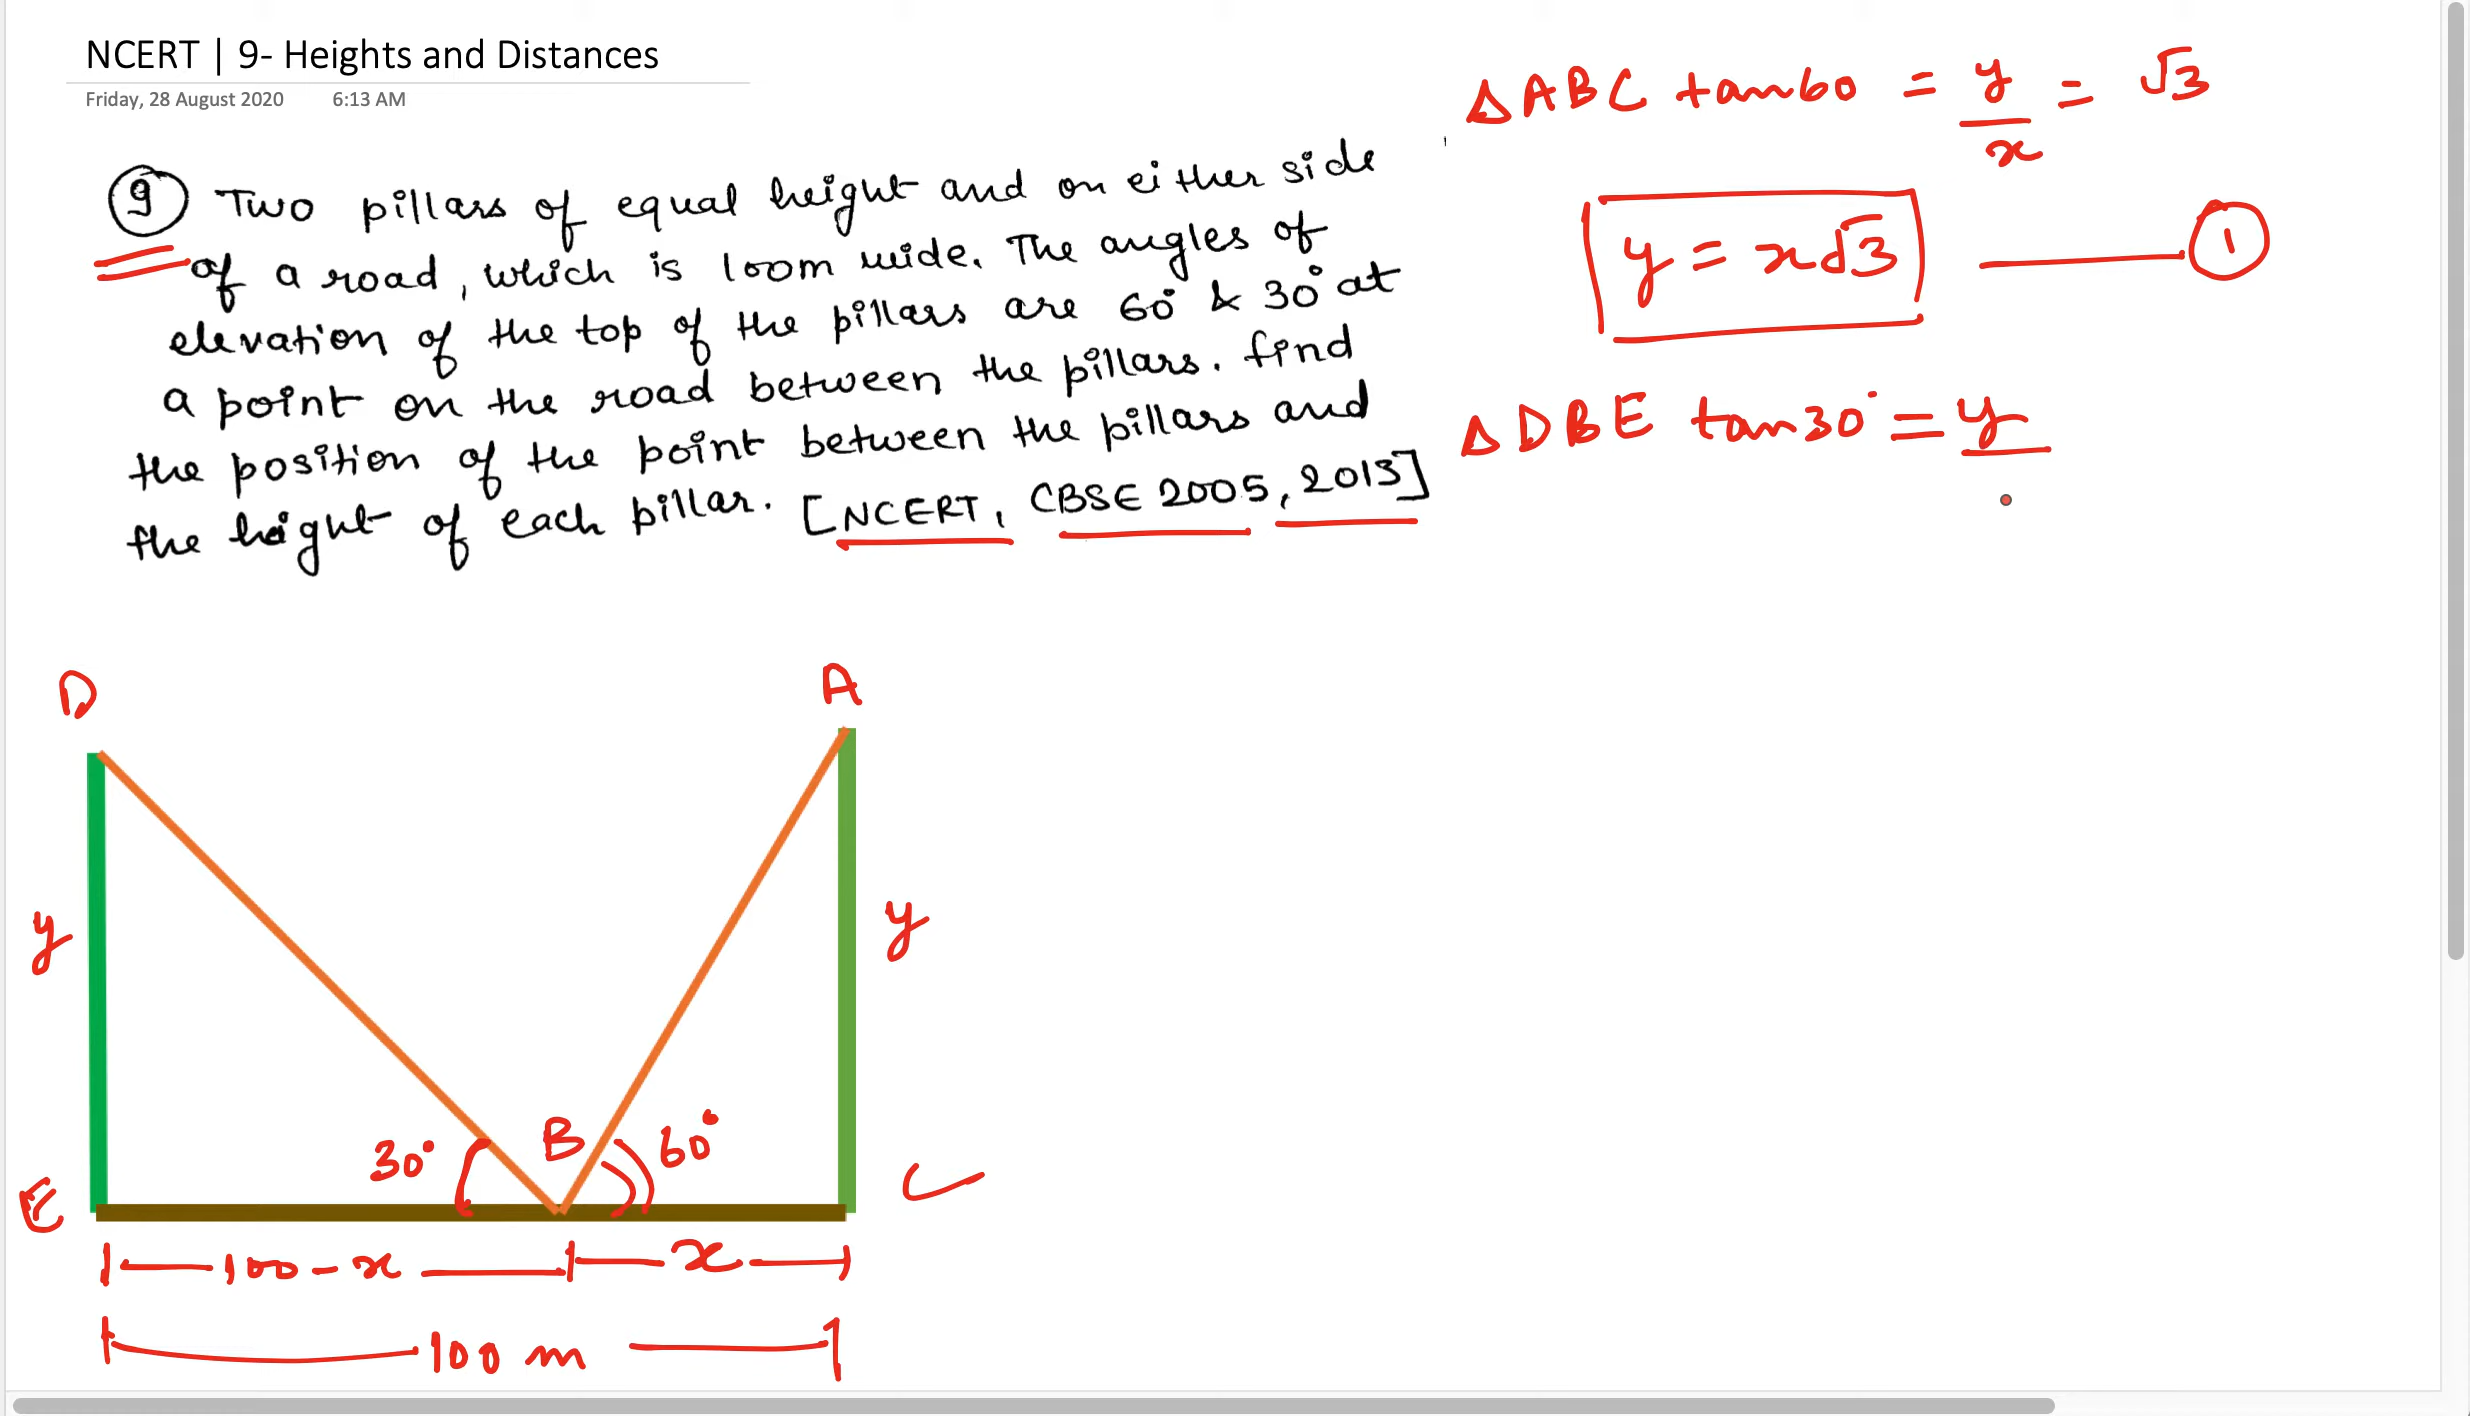 NCERT | 9- Heights and Distances
Friday, 28 August 2020 6:13 AM
9 Two pillars of equal height and on either side
of a road, which is 100m wide. The angles of
elevation of the top of the pillars are 60° & 30° at
a point on the road between the pillars. find
the position of the point between the pillars and
the height of each pillar. [NCERT, CBSE 2005, 2013]
△ABC tan60 = y/x = √3
y = x√3 ① 
△DBE tan30° = y
D A
y y
30° B 60°
E C
100 - x x
100 m